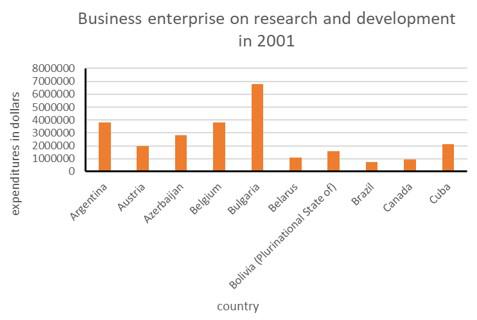 Business enterprise on research and development
in 2001
expenditures in dollars
8000000
7000000
6000000
5000000
4000000
3000000
2000000
1000000
0
Argentina
Austria
Azerbaijan
Belgium
Bulgaria
Belarus
Bolivia (Plurinational State of)
Brazil
Canada
Cuba
country